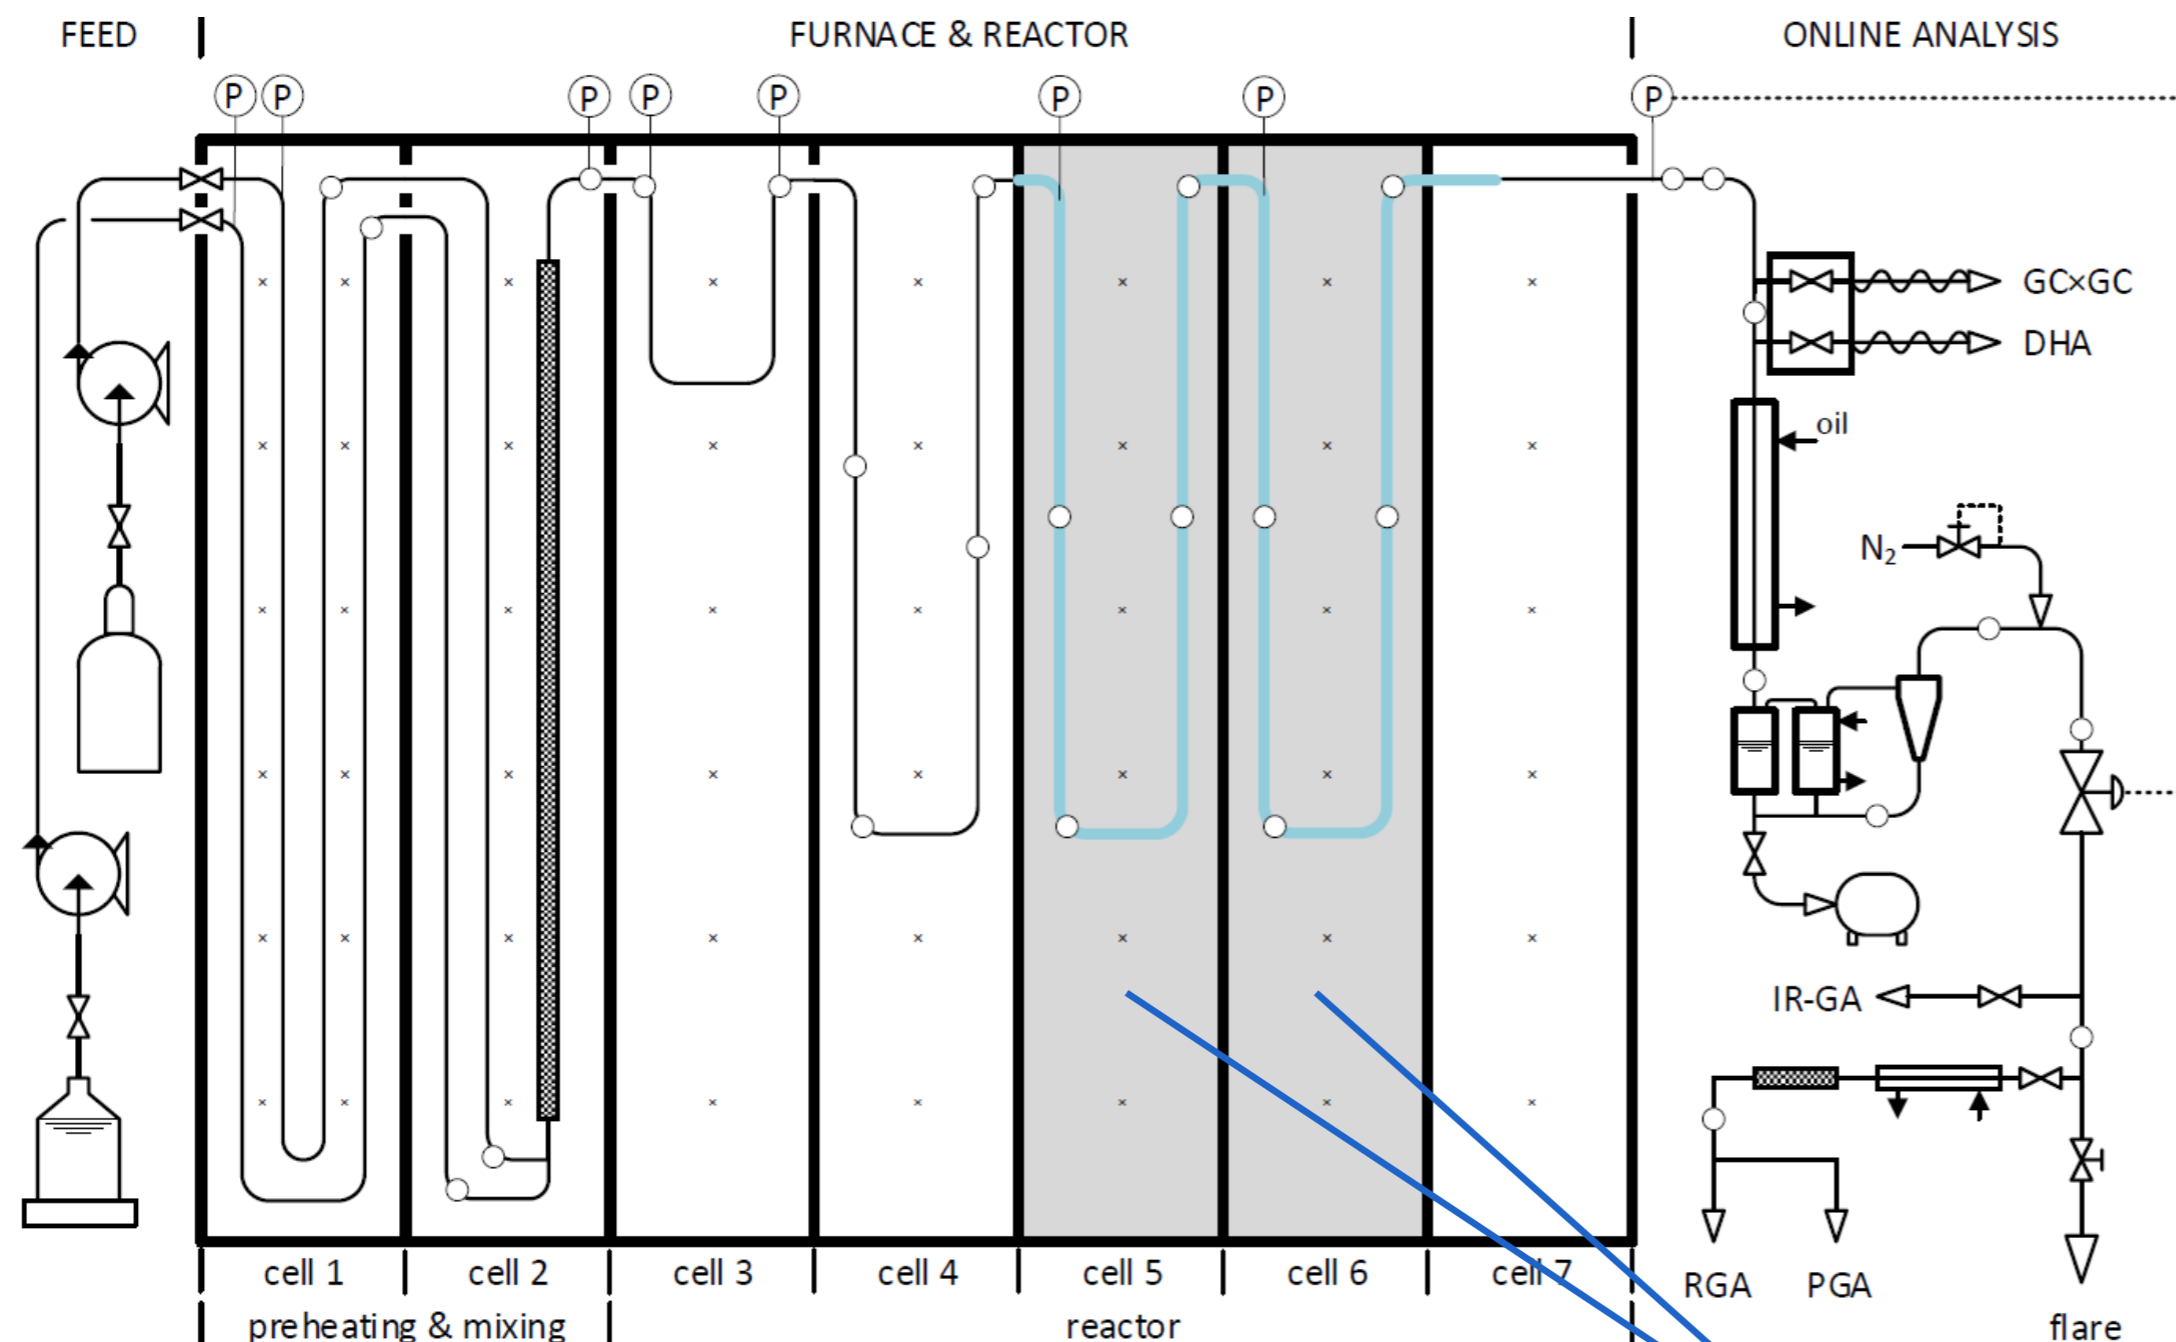 FEED
FURNACE & REACTOR
ONLINE ANALYSIS
P P P P P P P P
GC×GC
DHA
oil
N₂
IR-GA
RGA PGA
cell 1 cell 2 cell 3 cell 4 cell 5 cell 6 cell 7
preheating & mixing
reactor
flare